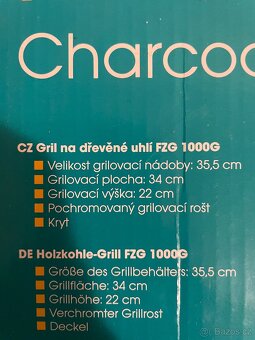 Charcoa
CZ Gril na dřevěné uhlí FZG 1000G
Velikost grilovací nádoby: 35,5 cm
Grilovací plocha: 34 cm
Grilovací výška: 22 cm
Pochromovaný grilovací rošt
Kryt
DE Holzkohle-Grill FZG 1000G
Größe des Grillbehälters: 35,5 cm
Grillfläche: 34 cm
Grillhöhe: 22 cm
Verchromter Grillrost
Deckel